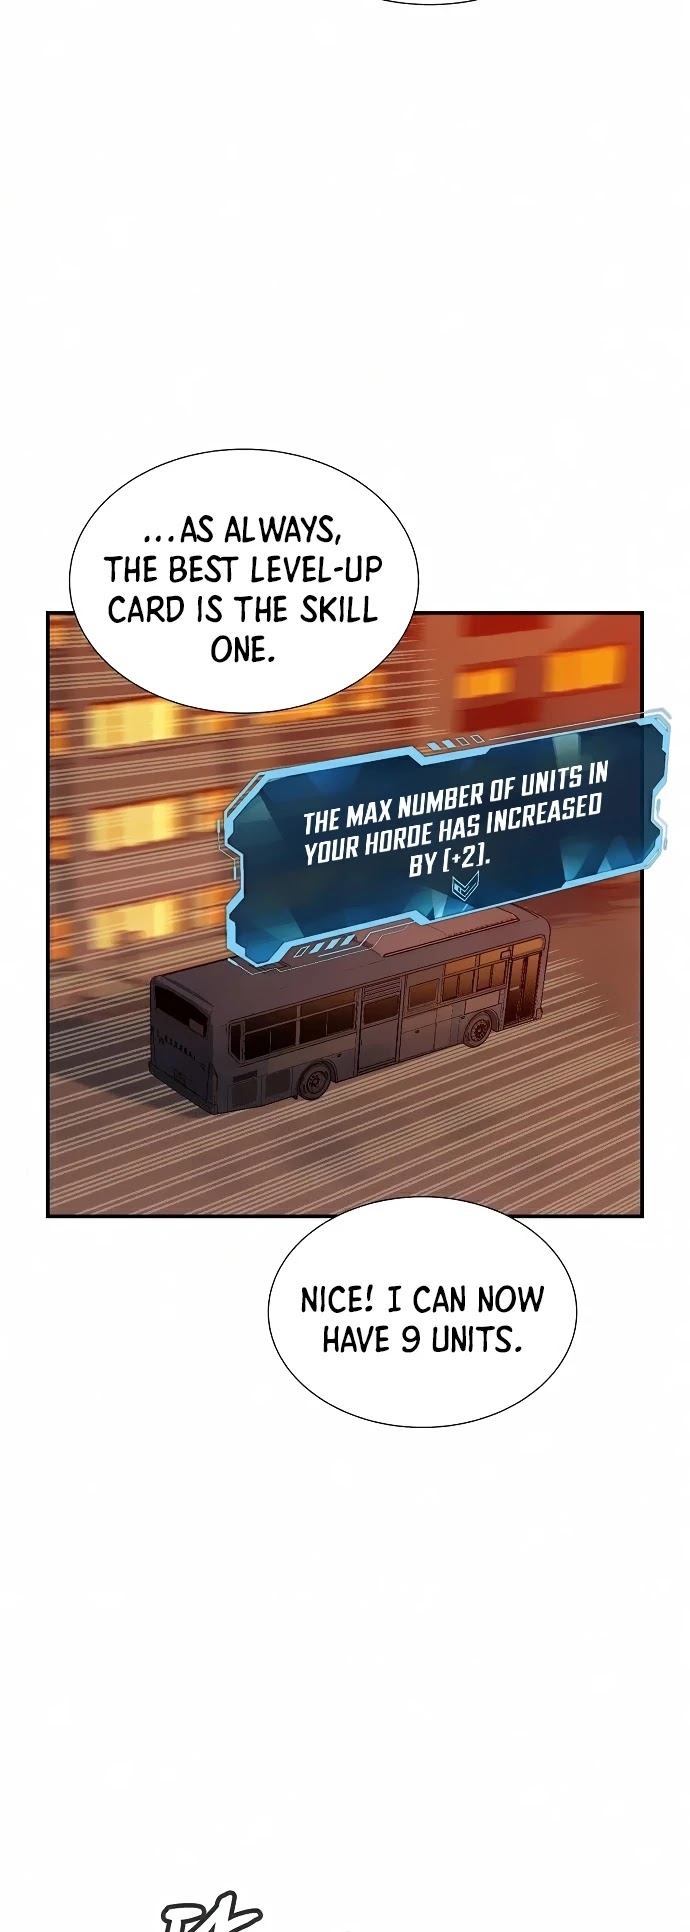 ...AS ALWAYS,
THE BEST LEVEL-UP
CARD IS THE SKILL
ONE.
THE MAX NUMBER OF UNITS IN
YOUR HORDE HAS INCREASED
BY [+2].
NICE! I CAN NOW
HAVE 9 UNITS.